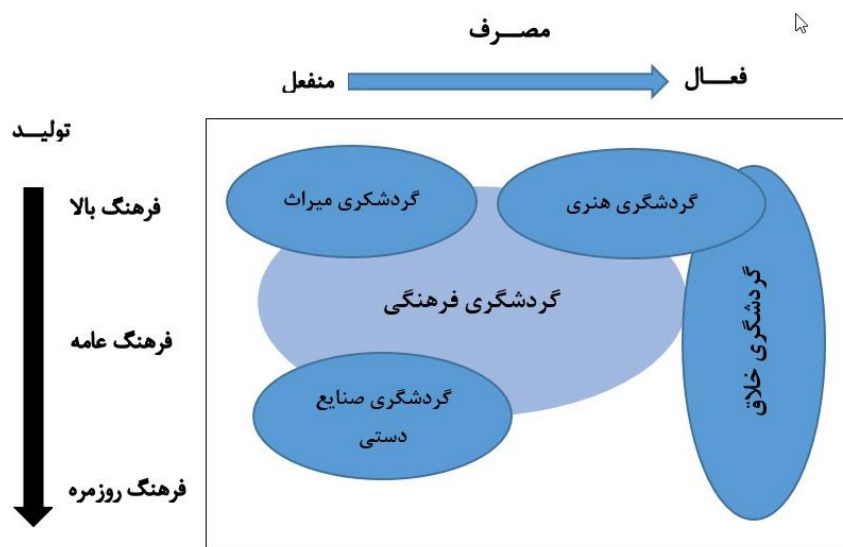 مصـــرف
منفعل
فعـــال
تولیــد
فرهنگ بالا
فرهنگ عامه
فرهنگ روزمره
گردشکری میراث
گردشگری هنری
گردشگری فرهنگی
گردشگری صنایع
دستی
گردشگری خلاق